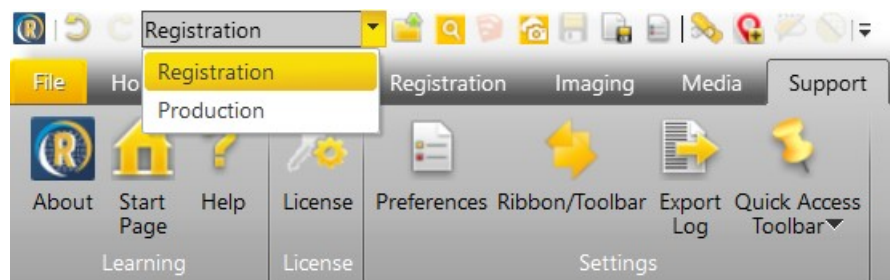 Registration
File Ho Registration Imaging Media Support
Registration
Production
About Start Page Help License Preferences Ribbon/Toolbar Export Log Quick Access Toolbar
Learning License Settings